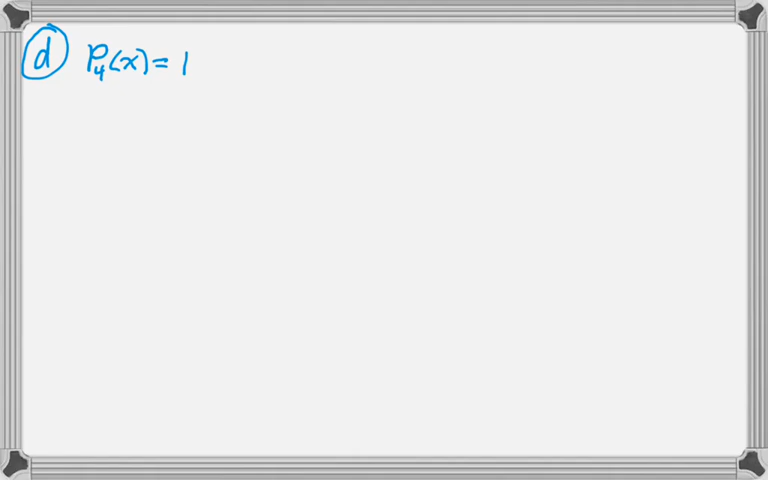 ⓓ P₄(x) = 1